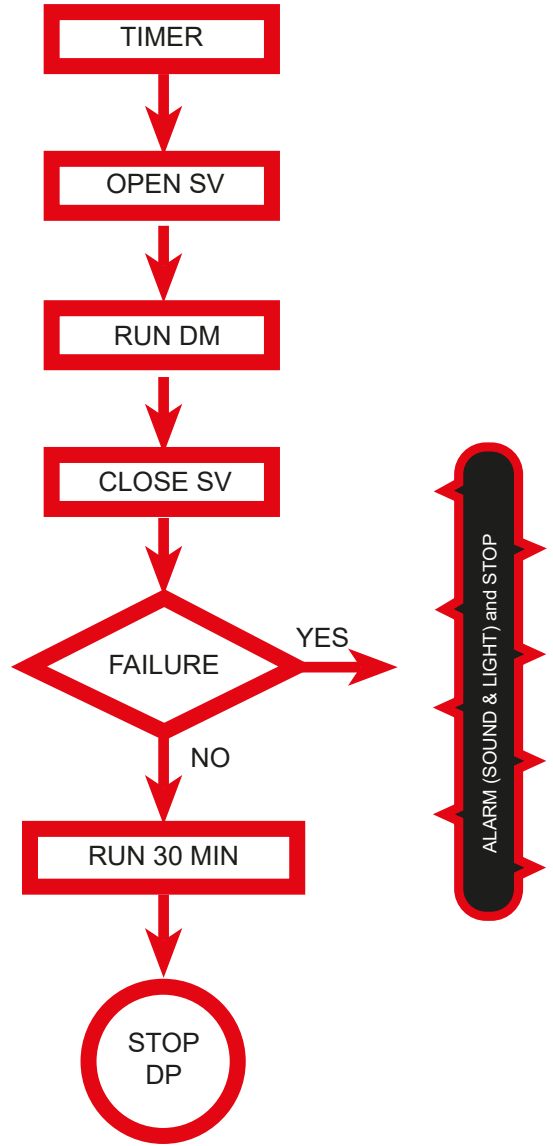 TIMER
OPEN SV
RUN DM
CLOSE SV
FAILURE
YES
ALARM (SOUND & LIGHT) and STOP
NO
RUN 30 MIN
STOP
DP